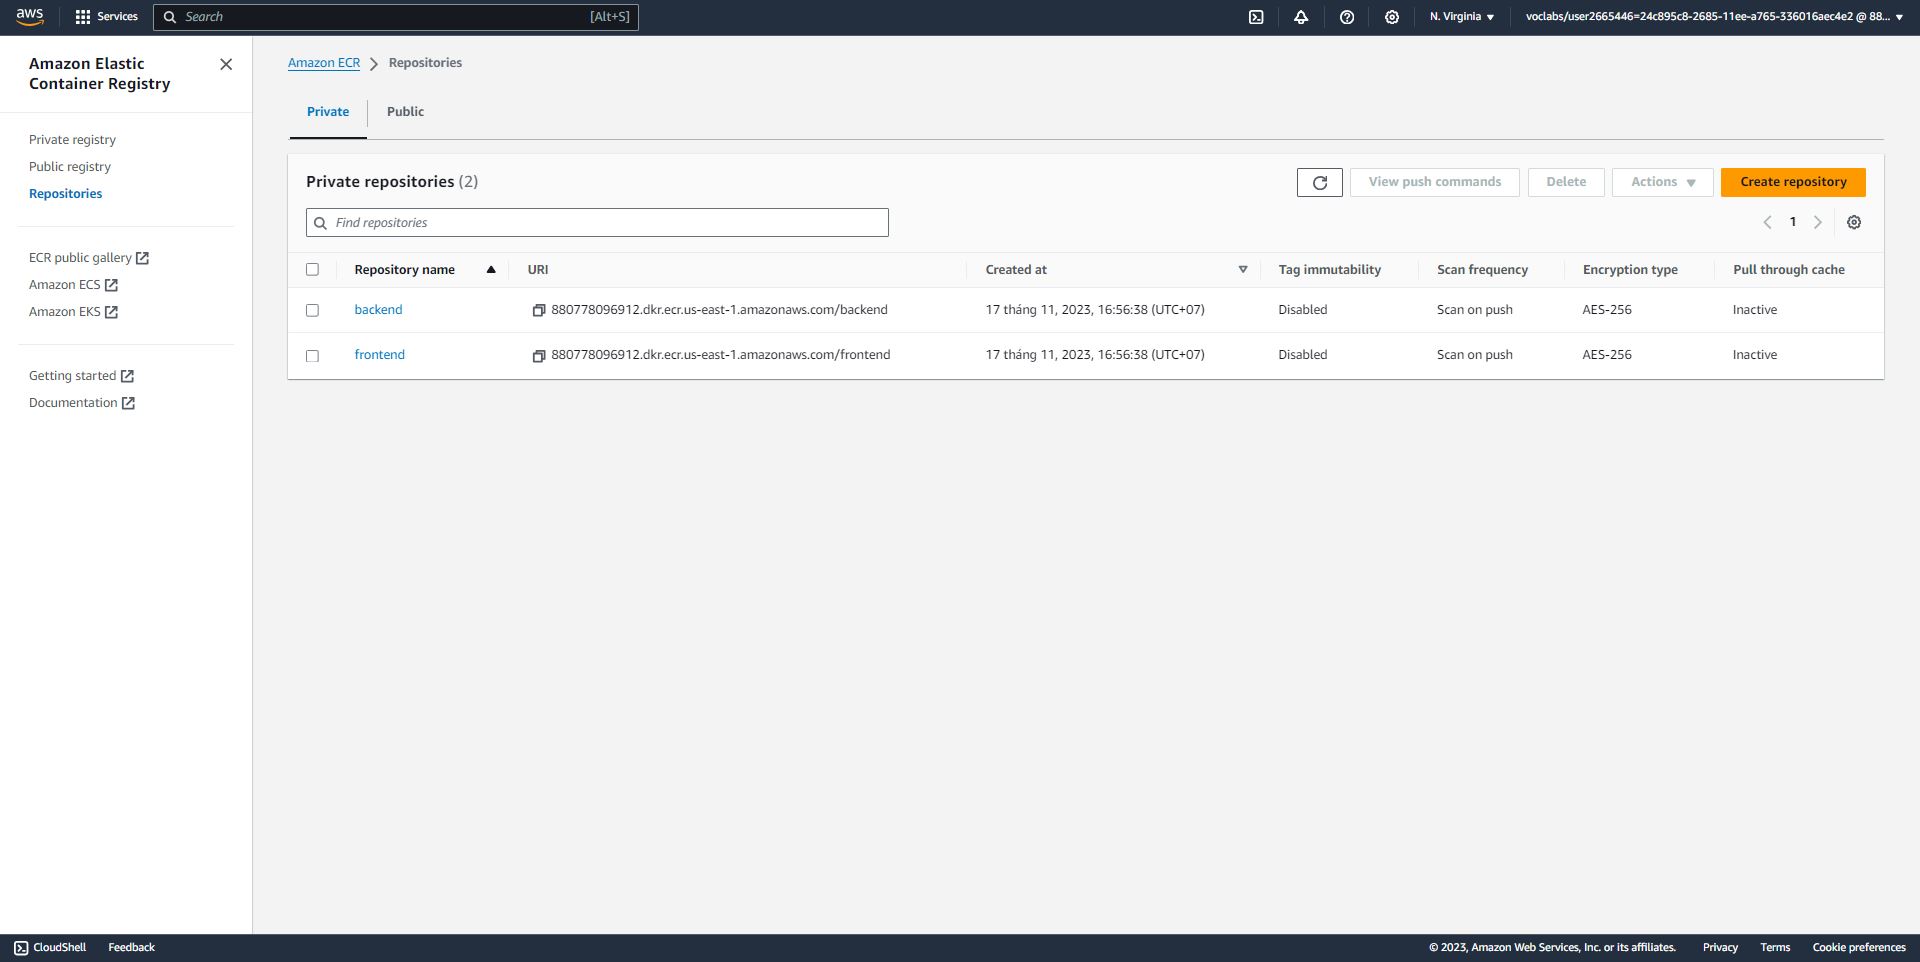 aws
Services
Search [Alt+S]
N. Virginia
voclabs/user2665446=24c895c8-2685-11ee-a765-336016aec4e2 @ 88...
Amazon Elastic
Container Registry
Private registry
Public registry
Repositories
ECR public gallery
Amazon ECS
Amazon EKS
Getting started
Documentation
Amazon ECR
Repositories
Private
Public
Private repositories (2)
View push commands
Delete
Actions
Create repository
Find repositories
1
Repository name URI Created at Tag immutability Scan frequency Encryption type Pull through cache
backend 880778096912.dkr.ecr.us-east-1.amazonaws.com/backend 17 tháng 11, 2023, 16:56:38 (UTC+07) Disabled Scan on push AES-256 Inactive
frontend 880778096912.dkr.ecr.us-east-1.amazonaws.com/frontend 17 tháng 11, 2023, 16:56:38 (UTC+07) Disabled Scan on push AES-256 Inactive
CloudShell Feedback © 2023, Amazon Web Services, Inc. or its affiliates. Privacy Terms Cookie preferences